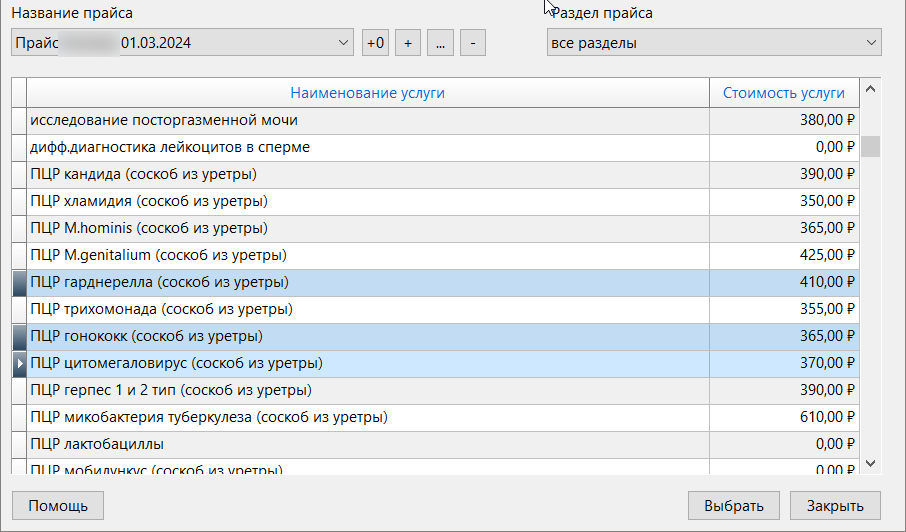 Название прайса
Раздел прайса
Прайс 01.03.2024
+0
+
...
-
все разделы
Наименование услуги Стоимость услуги
исследование посторгазменной мочи 380,00 ₽
дифф.диагностика лейкоцитов в сперме 0,00 ₽
ПЦР кандида (соскоб из уретры) 390,00 ₽
ПЦР хламидия (соскоб из уретры) 350,00 ₽
ПЦР M.hominis (соскоб из уретры) 365,00 ₽
ПЦР M.genitalium (соскоб из уретры) 425,00 ₽
ПЦР гарднерелла (соскоб из уретры) 410,00 ₽
ПЦР трихомонада (соскоб из уретры) 355,00 ₽
ПЦР гонококк (соскоб из уретры) 365,00 ₽
ПЦР цитомегаловирус (соскоб из уретры) 370,00 ₽
ПЦР герпес 1 и 2 тип (соскоб из уретры) 390,00 ₽
ПЦР микобактерия туберкулеза (соскоб из уретры) 610,00 ₽
ПЦР лактобациллы 0,00 ₽
ПЦР мобилункус (соскоб из уретры) 0,00 ₽
Помощь
Выбрать
Закрыть